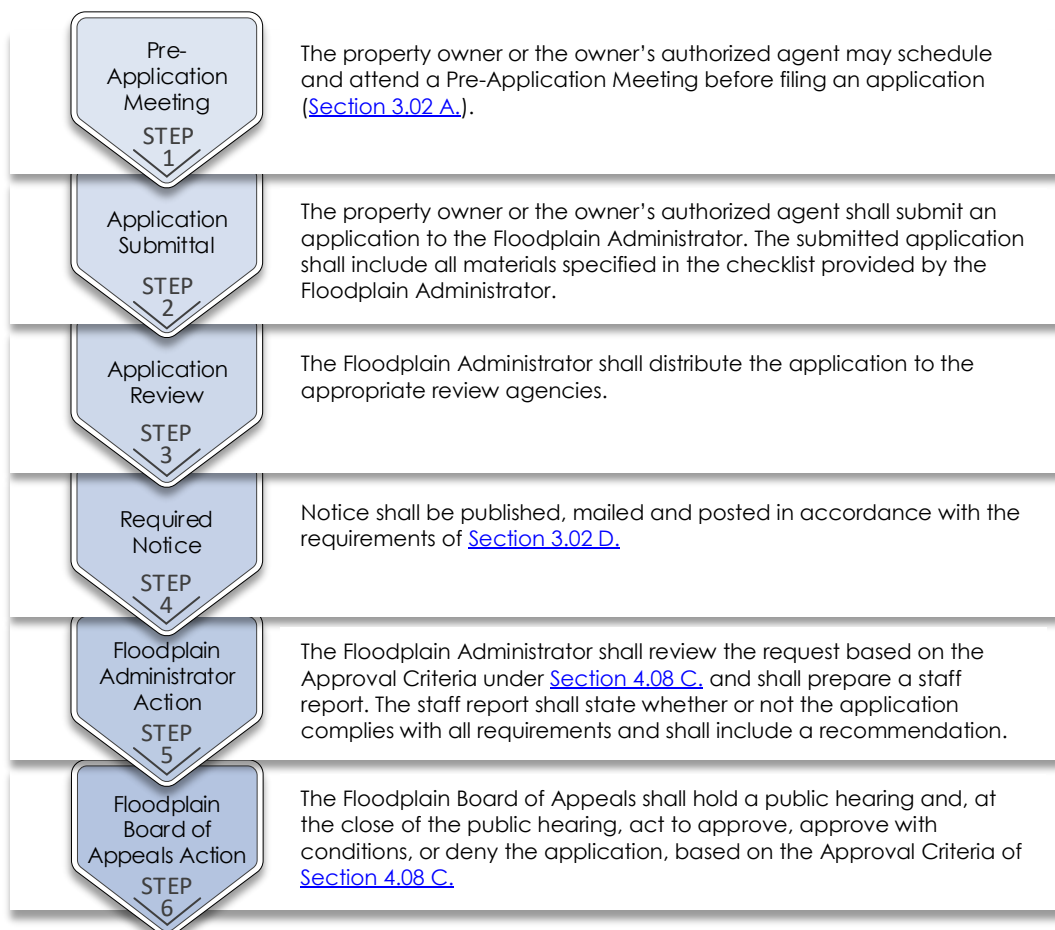 Pre-
Application
Meeting
STEP
1
The property owner or the owner’s authorized agent may schedule
and attend a Pre-Application Meeting before filing an application
(Section 3.02 A.).
Application
Submittal
STEP
2
The property owner or the owner’s authorized agent shall submit an
application to the Floodplain Administrator. The submitted application
shall include all materials specified in the checklist provided by the
Floodplain Administrator.
Application
Review
STEP
3
The Floodplain Administrator shall distribute the application to the
appropriate review agencies.
Required
Notice
STEP
4
Notice shall be published, mailed and posted in accordance with the
requirements of Section 3.02 D.
Floodplain
Administrator
Action
STEP
5
The Floodplain Administrator shall review the request based on the
Approval Criteria under Section 4.08 C. and shall prepare a staff
report. The staff report shall state whether or not the application
complies with all requirements and shall include a recommendation.
Floodplain
Board of
Appeals Action
STEP
6
The Floodplain Board of Appeals shall hold a public hearing and, at
the close of the public hearing, act to approve, approve with
conditions, or deny the application, based on the Approval Criteria of
Section 4.08 C.